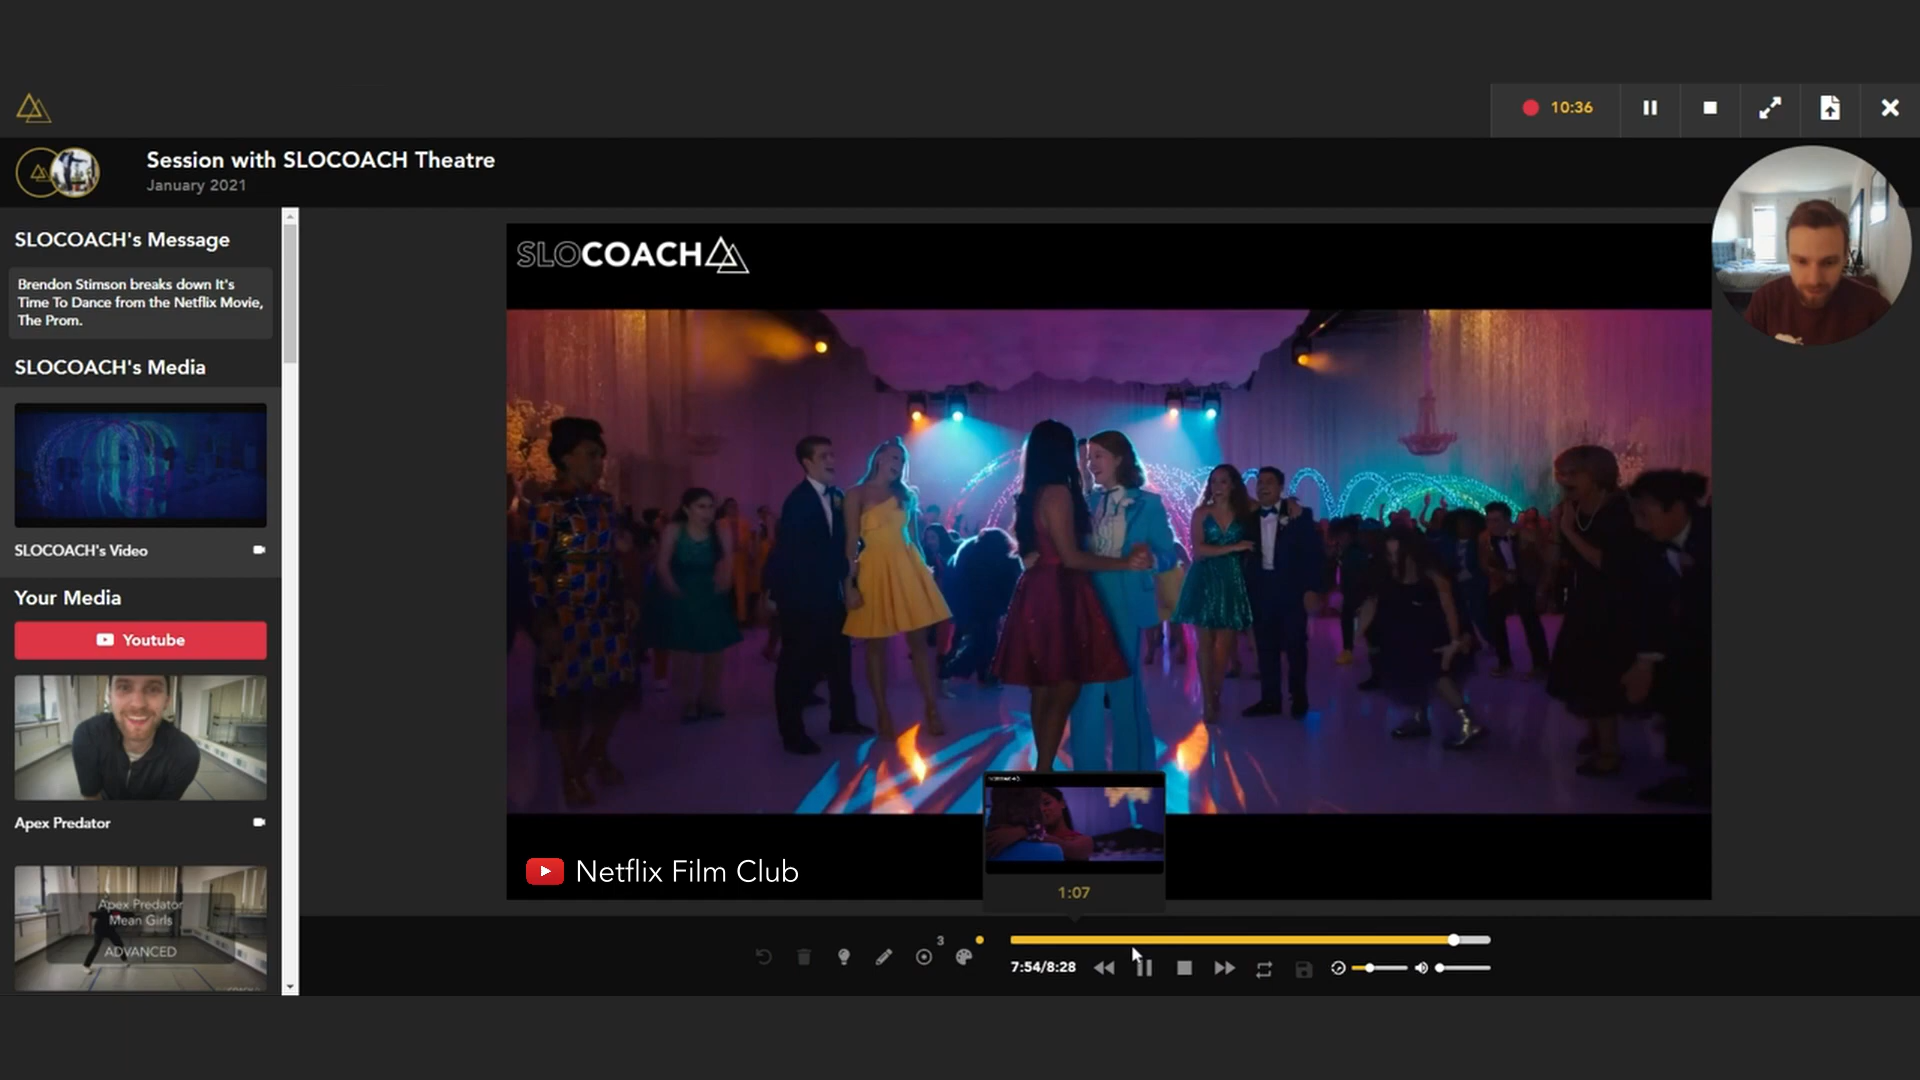 10:36
Session with SLOCOACH Theatre
January 2021
SLOCOACH's Message
Brendon Stimson breaks down It's
Time To Dance from the Netflix Movie,
The Prom.
SLOCOACH's Media
SLOCOACH's Video
Your Media
Youtube
Apex Predator
Apex Predator
Mean Girls
ADVANCED
SLOCOACH
Netflix Film Club
1:07
3
7:54/8:28